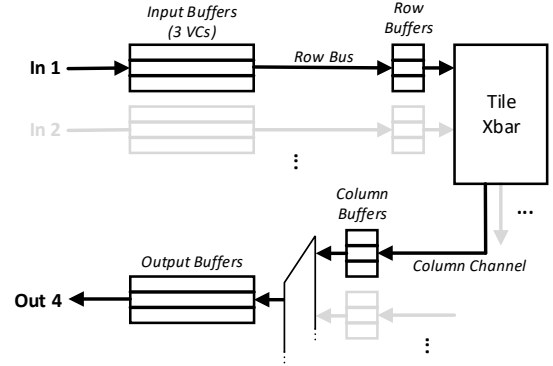 Input Buffers
(3 VCs)
Row
Buffers
In 1
Row Bus
Tile
Xbar
In 2
...
Column
Buffers
...
Output Buffers
Column Channel
Out 4
...
...